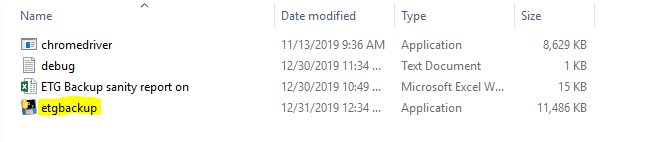 Name Date modified Type Size
chromedriver 11/13/2019 9:36 AM Application 8,629 KB
debug 12/30/2019 11:34 ... Text Document 1 KB
ETG Backup sanity report on 12/30/2019 10:49 ... Microsoft Excel W... 15 KB
etgbackup 12/31/2019 12:34 ... Application 11,486 KB